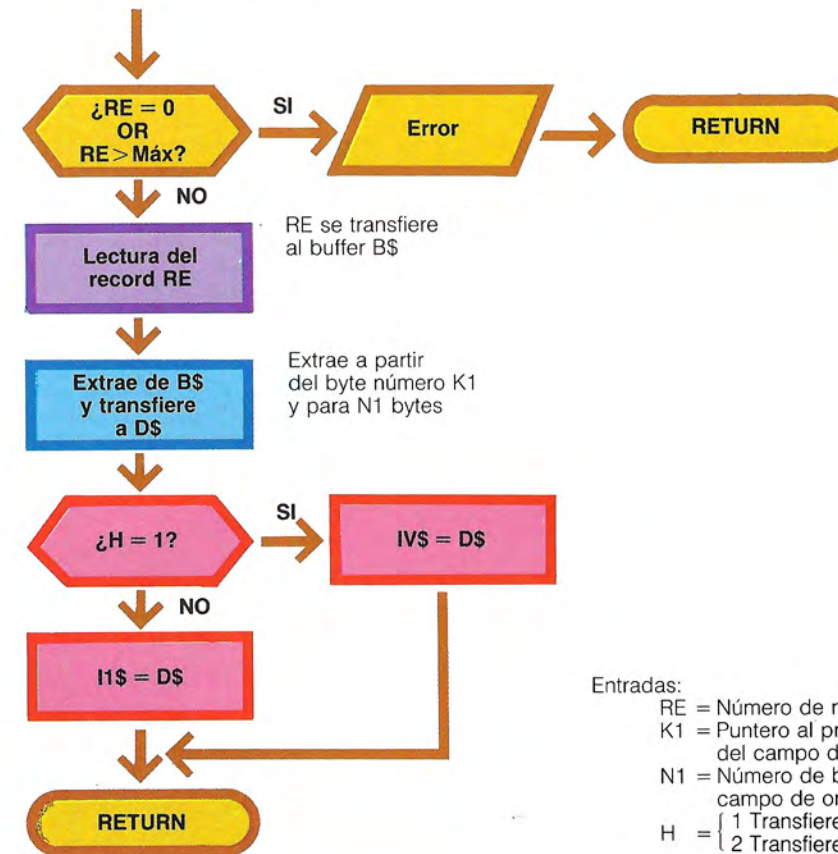 ¿RE = 0
OR
RE > Máx?
SI
Error
RETURN
NO
Lectura del
record RE
RE se transfiere
al buffer B$
Extrae de B$
y transfiere
a D$
Extrae a partir
del byte número K1
y para N1 bytes
¿H = 1?
SI
IV$ = D$
NO
I1$ = D$
RETURN
Entradas:
RE = Número de
K1 = Puntero al
del campo
N1 = Número de
campo de
H = { 1 Transfiere
2 Transfiere